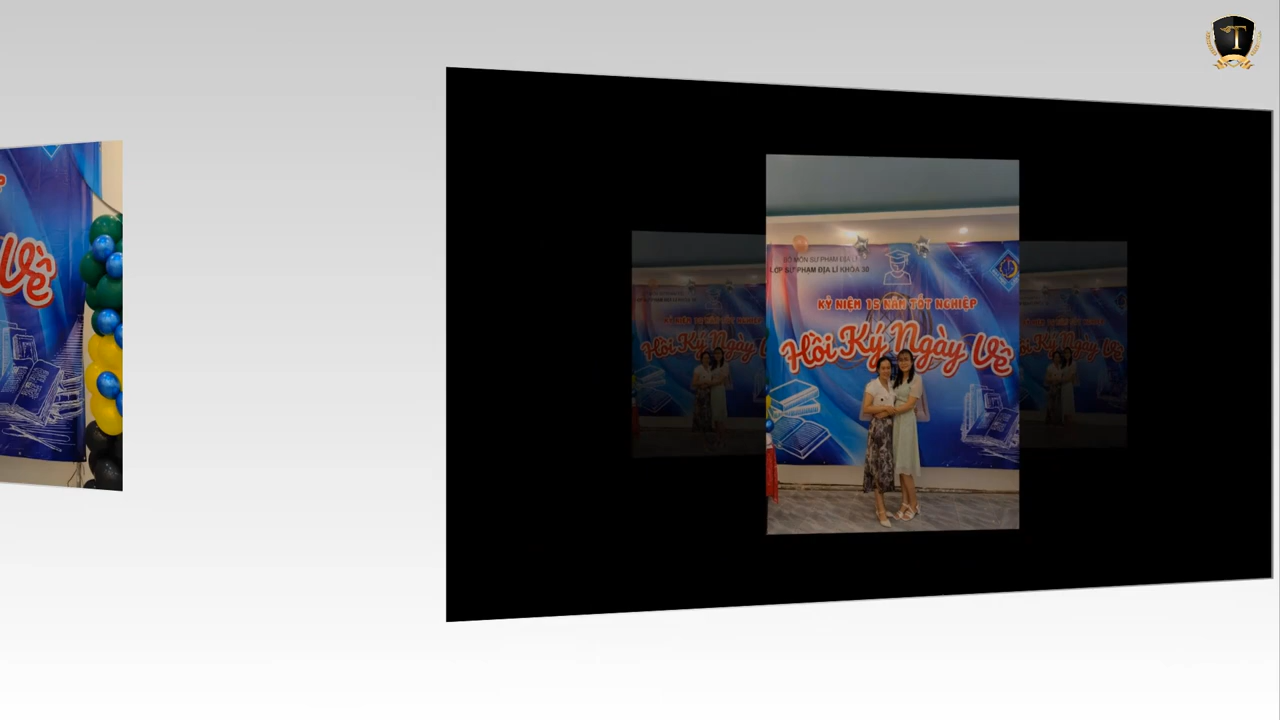 Về
T
BỘ MÔN SƯ PHẠM ĐỊA LÍ
LỚP SƯ PHẠM ĐỊA LÍ KHÓA 30
KỶ NIỆM 15 NĂM TỐT NGHIỆP
Hồi Ký Ngày Về